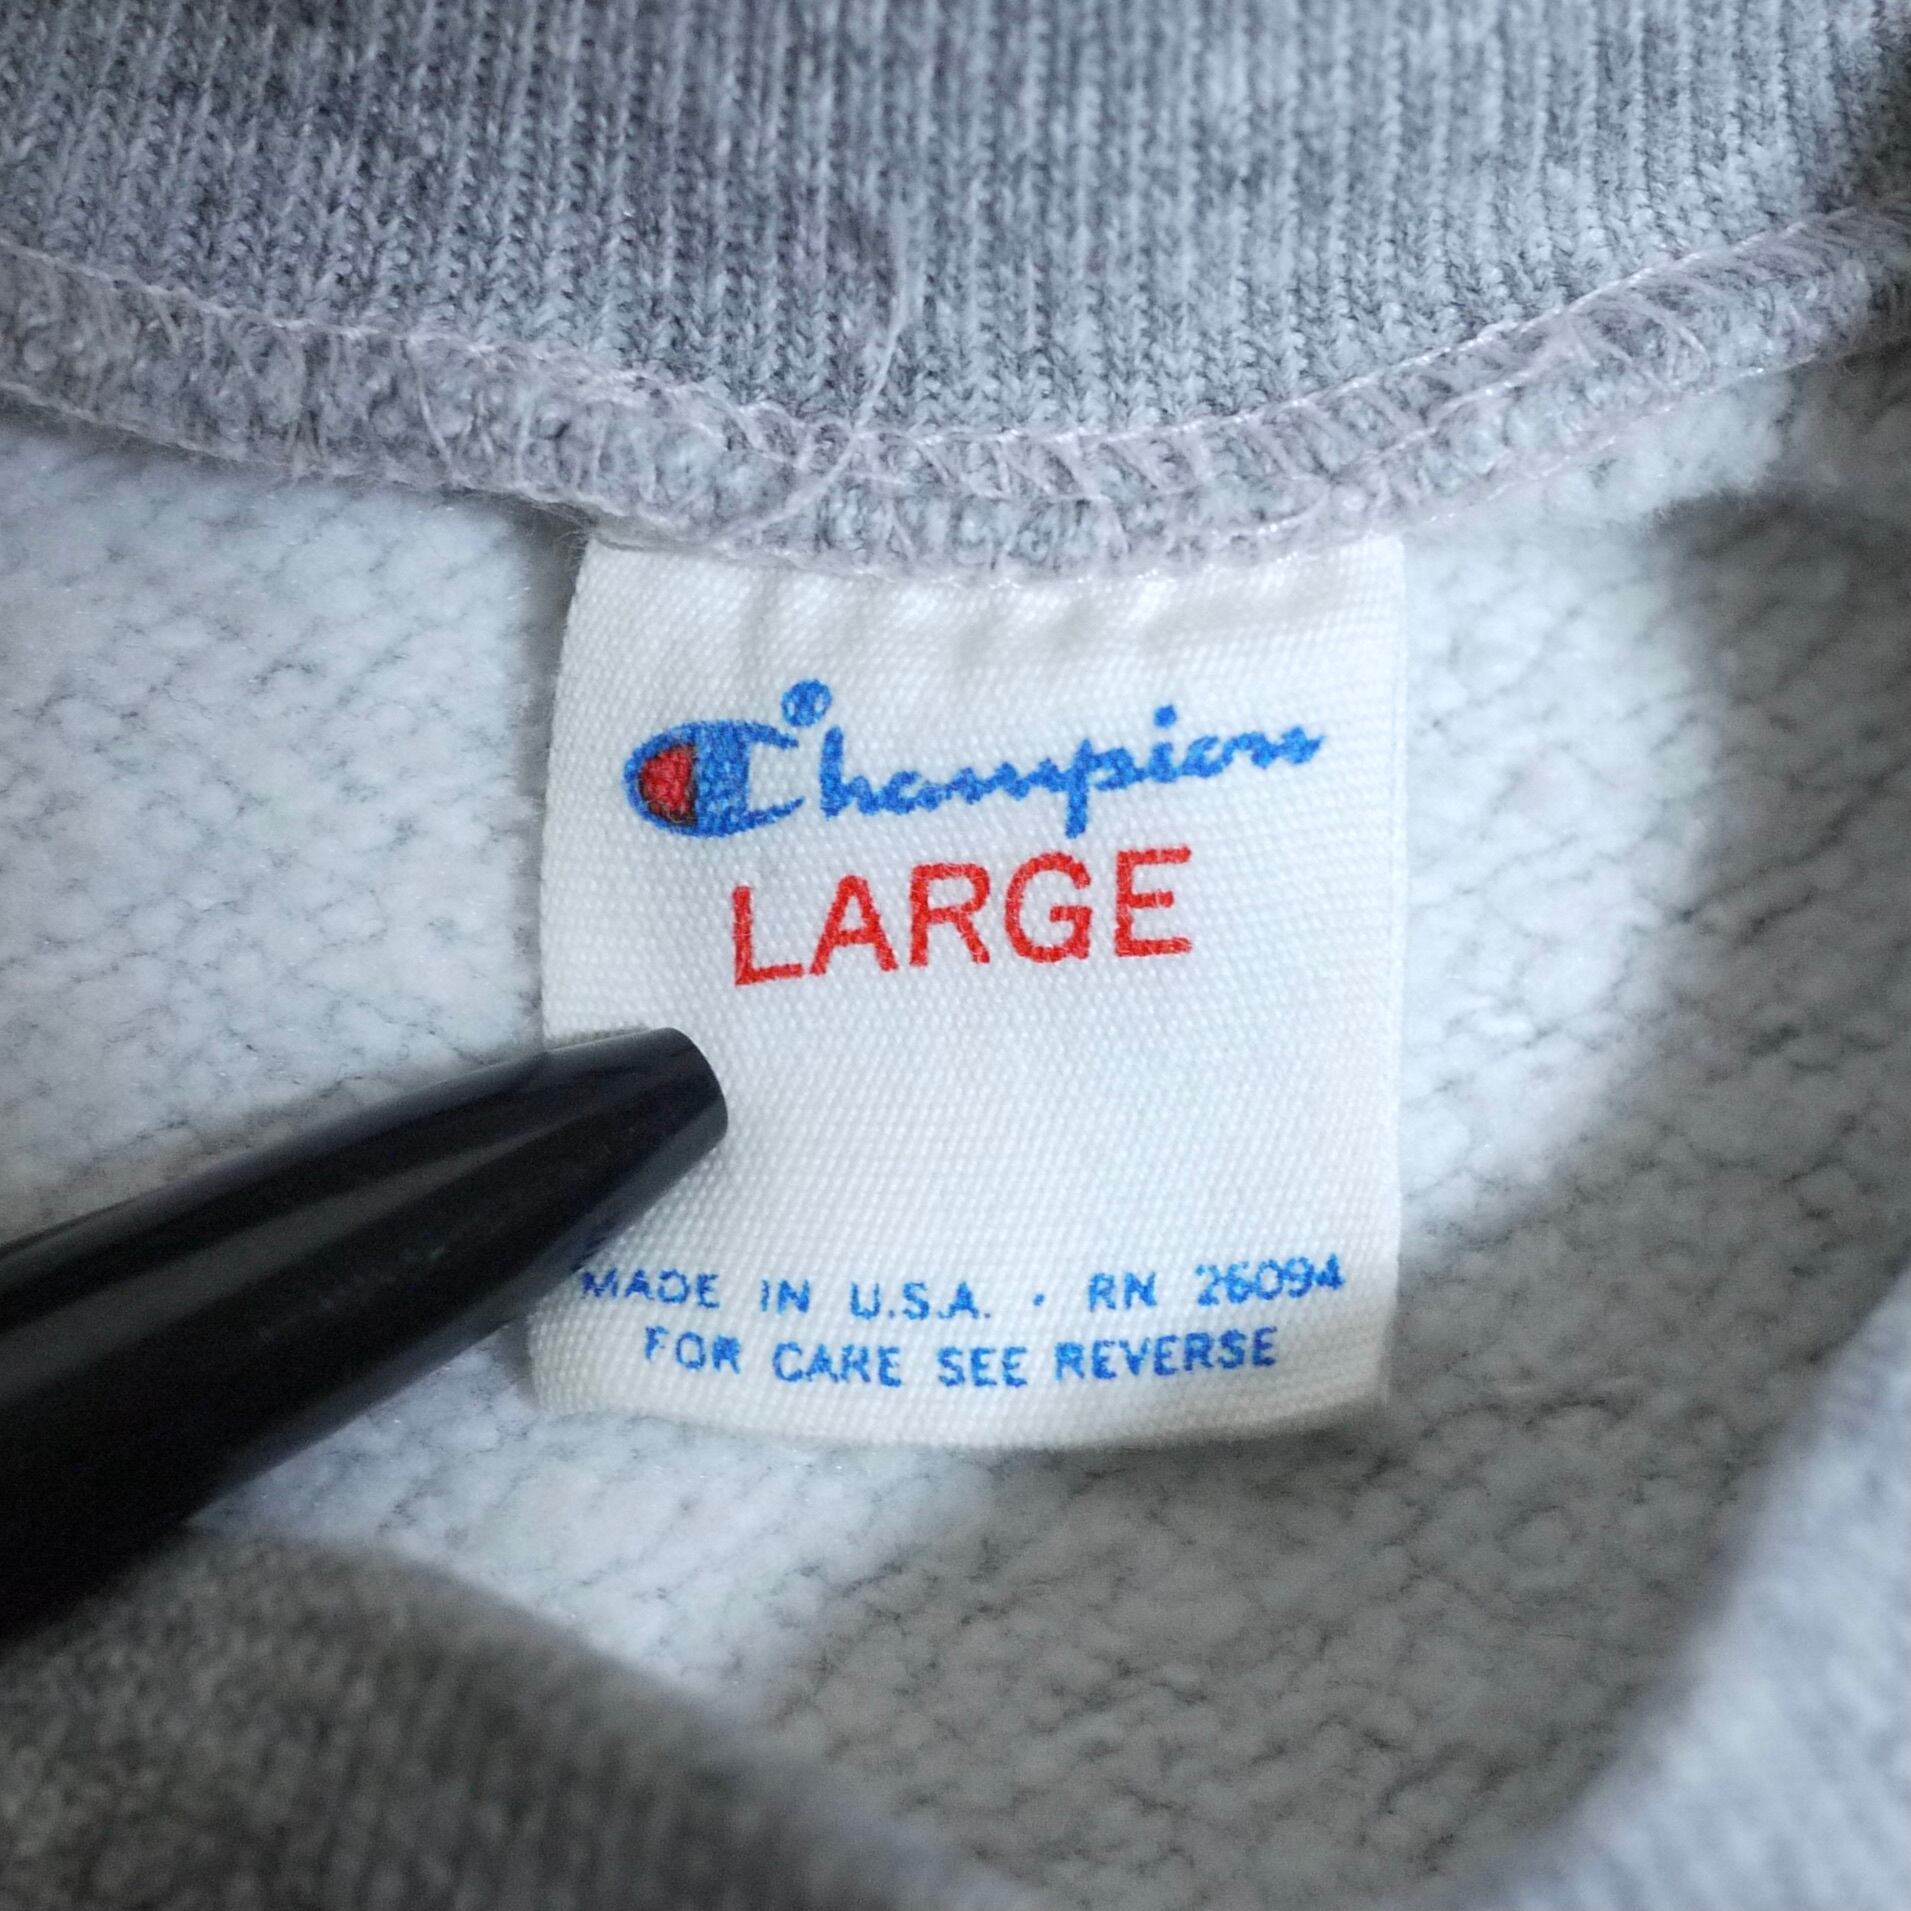 Champion
LARGE
MADE IN U.S.A. · RN 26094
FOR CARE SEE REVERSE